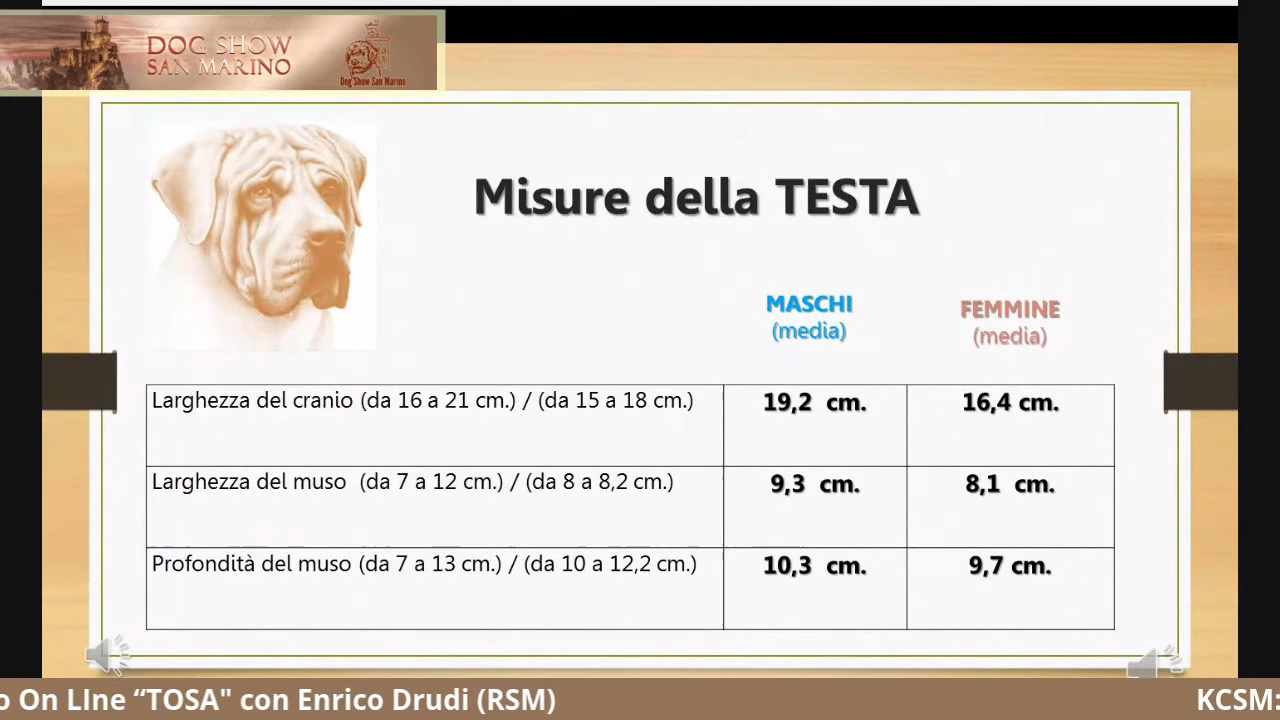 DOG SHOW
SAN MARINO
Dog Show San Marino
Misure della TESTA
MASCHI
(media)
FEMMINE
(media)
Larghezza del cranio (da 16 a 21 cm.) / (da 15 a 18 cm.) 19,2 cm. 16,4 cm.
Larghezza del muso (da 7 a 12 cm.) / (da 8 a 8,2 cm.) 9,3 cm. 8,1 cm.
Profondità del muso (da 7 a 13 cm.) / (da 10 a 12,2 cm.) 10,3 cm. 9,7 cm.
o On LIne “TOSA" con Enrico Drudi (RSM) KCSM: